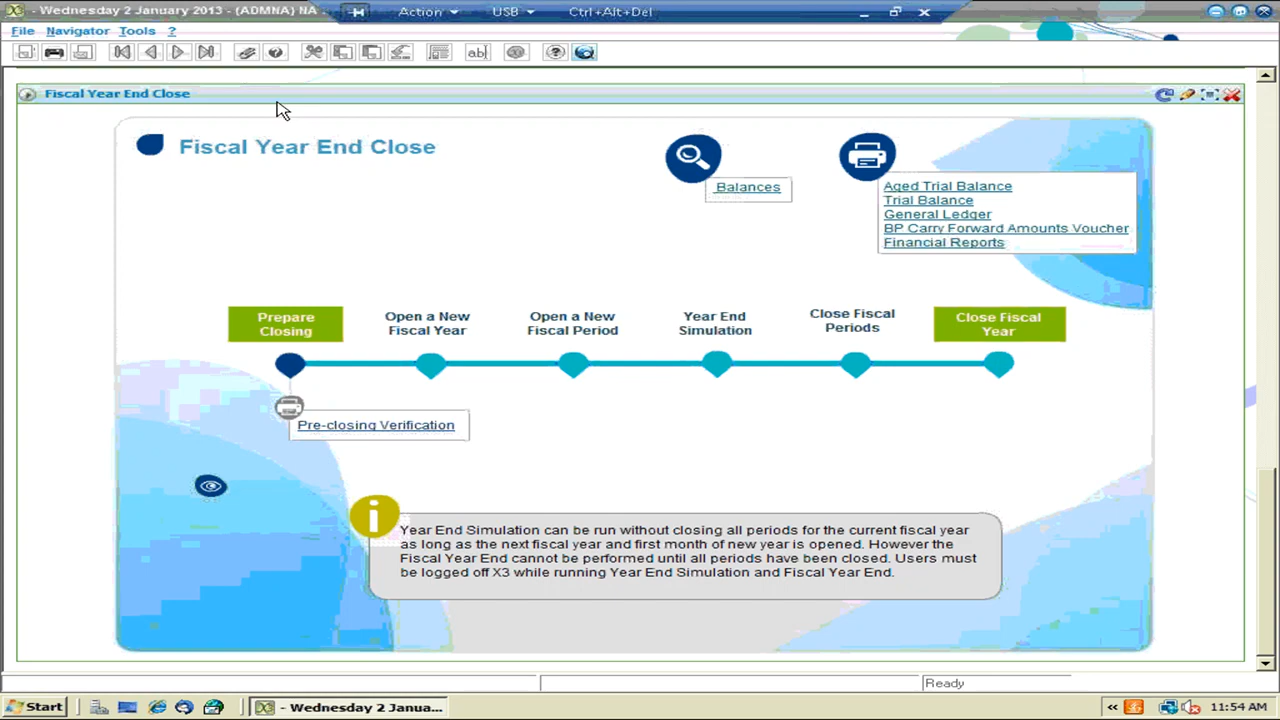 - Wednesday 2 January 2013 - (ADMNA) NA
Action
USB
Ctrl+Alt+Del
File
Navigator
Tools
?
Fiscal Year End Close
Fiscal Year End Close
Balances
Aged Trial Balance
Trial Balance
General Ledger
BP Carry Forward Amounts Voucher
Financial Reports
Prepare
Closing
Open a New
Fiscal Year
Open a New
Fiscal Period
Year End
Simulation
Close Fiscal
Periods
Close Fiscal
Year
Pre-closing Verification
Year End Simulation can be run without closing all periods for the current fiscal year
as long as the next fiscal year and first month of new year is opened. However the
Fiscal Year End cannot be performed until all periods have been closed. Users must
be logged off X3 while running Year End Simulation and Fiscal Year End.
Ready
Start
- Wednesday 2 Janua...
11:54 AM